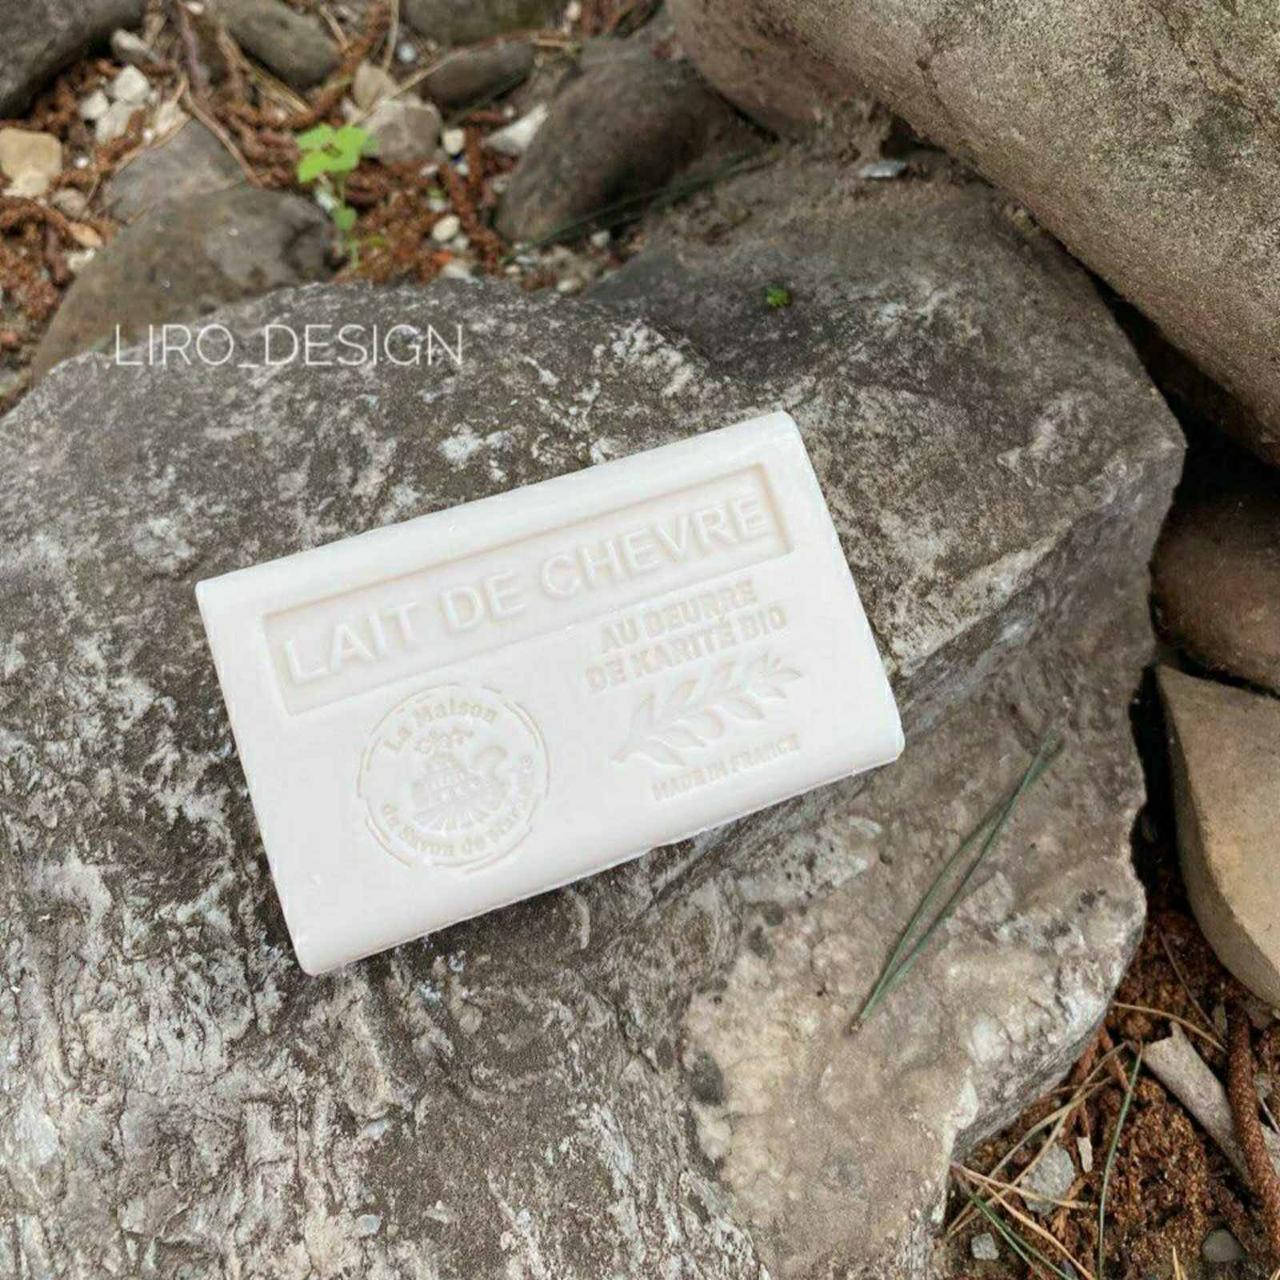 LIRO_DESIGN
LAIT DE CHEVRE
AU BEURRE
DE KARITÉ BIO
La Maison
du Savon de Marseille
MADE IN FRANCE